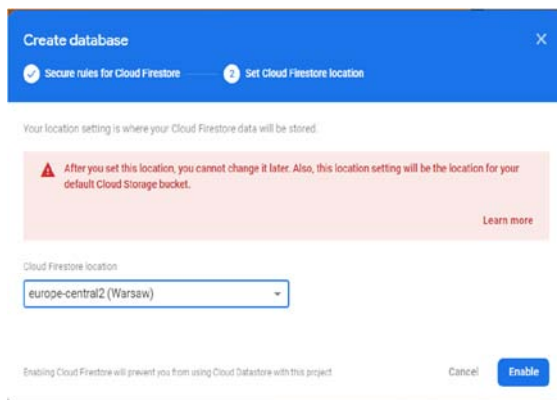 Create database
Secure rules for Cloud Firestore
2 Set Cloud Firestore location
Your location setting is where your Cloud Firestore data will be stored.
After you set this location, you cannot change it later. Also, this location setting will be the location for your
default Cloud Storage bucket.
Learn more
Cloud Firestore location
europe-central2 (Warsaw)
Enabling Cloud Firestore will prevent you from using Cloud Datastore with this project
Cancel
Enable